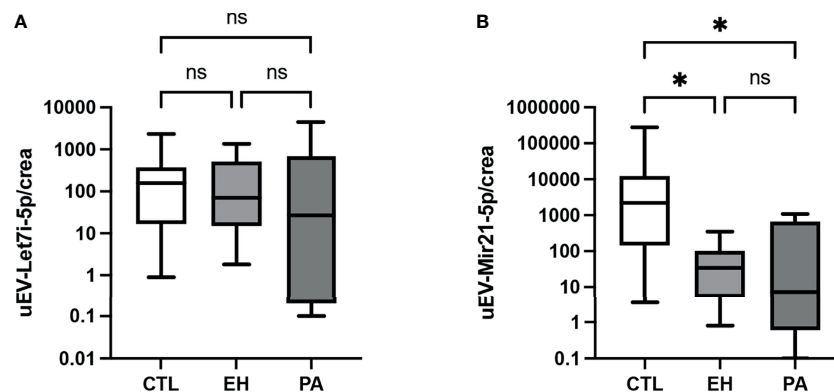 A
ns
ns
ns
uEV-Let7i-5p/crea
10000
1000
100
10
1
0.1
0.01
CTL
EH
PA
B
*
*
ns
uEV-Mir21-5p/crea
1000000
100000
10000
1000
100
10
1
0.1
CTL
EH
PA